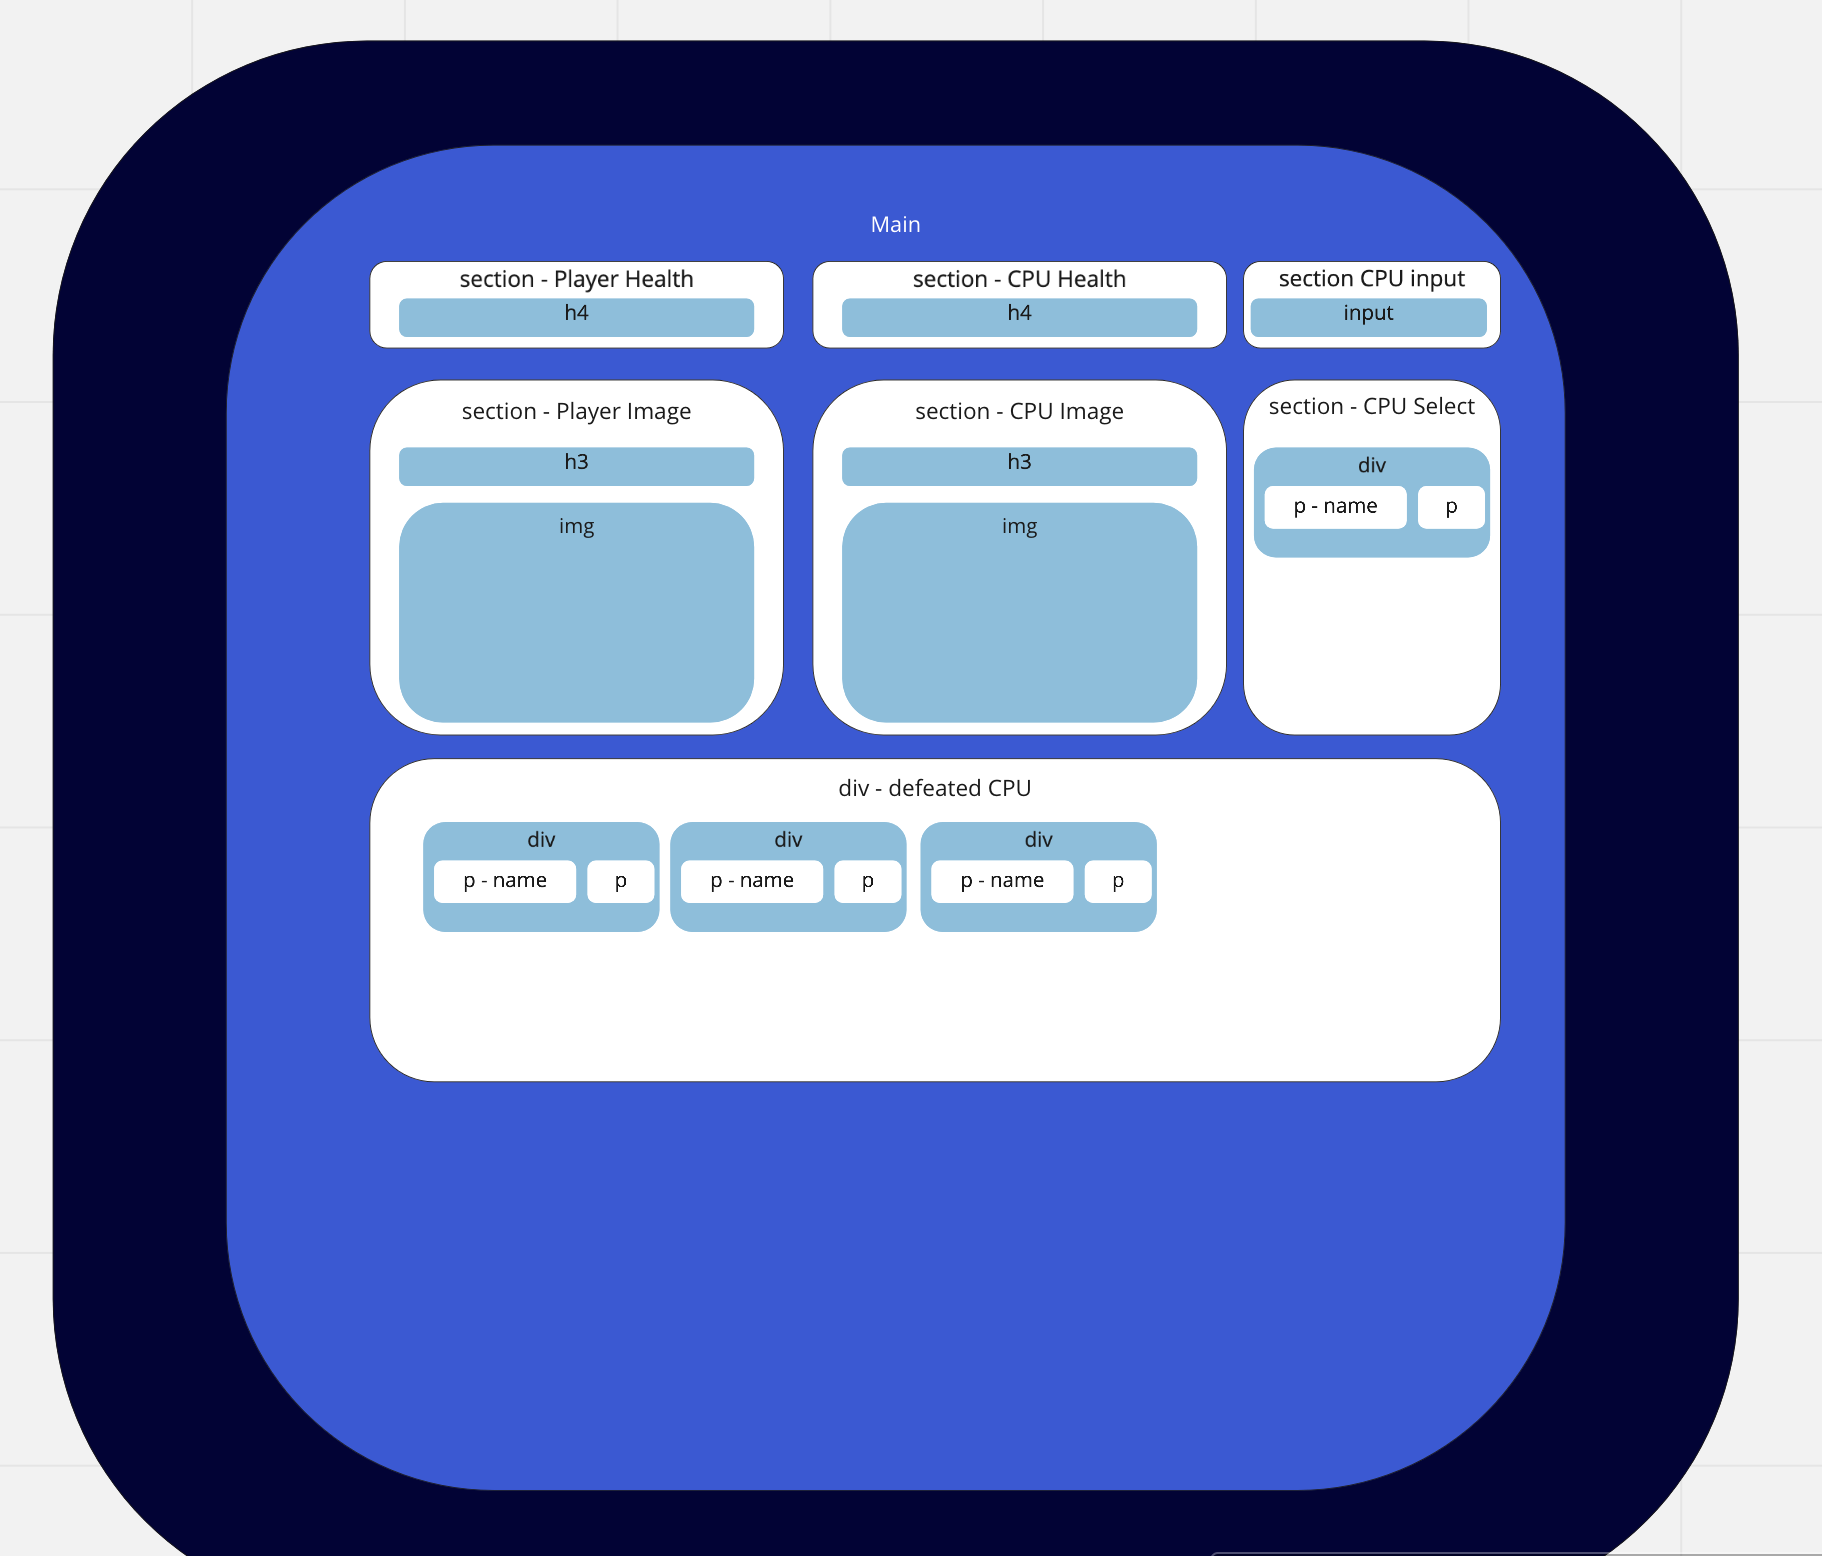 Main
section - Player Health
h4
section - CPU Health
h4
section CPU input
input
section - Player Image
h3
img
section - CPU Image
h3
img
section - CPU Select
div
p - name
p
div - defeated CPU
div
p - name
p
div
p - name
p
div
p - name
p